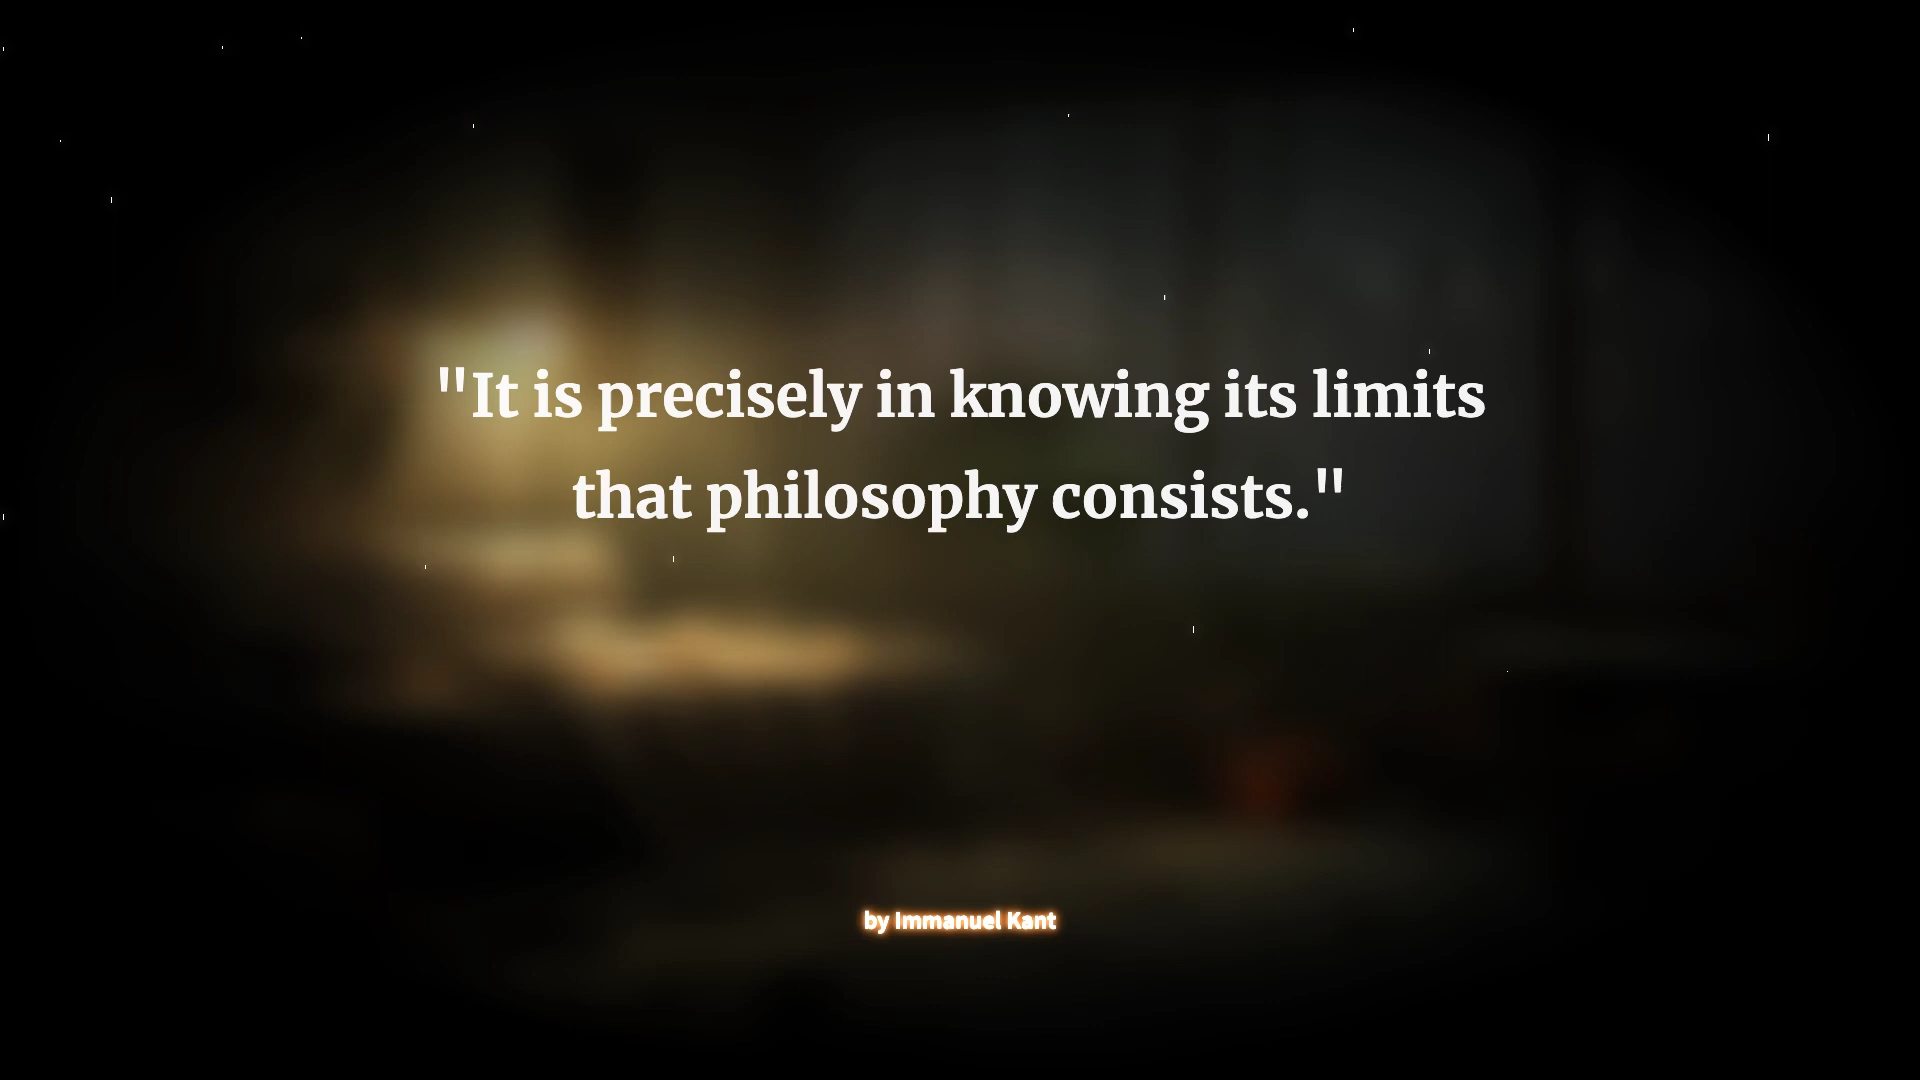 "It is precisely in knowing its limits
that philosophy consists."
by Immanuel Kant